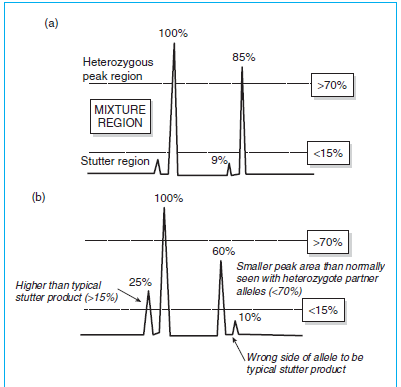 (a)
100%
85%
Heterozygous
peak region
>70%
MIXTURE
REGION
<15%
Stutter region
9%
(b)
100%
>70%
60%
Smaller peak area than normally
seen with heterozygote partner
alleles (<70%)
Higher than typical
stutter product (>15%)
25%
<15%
10%
Wrong side of allele to be
typical stutter product